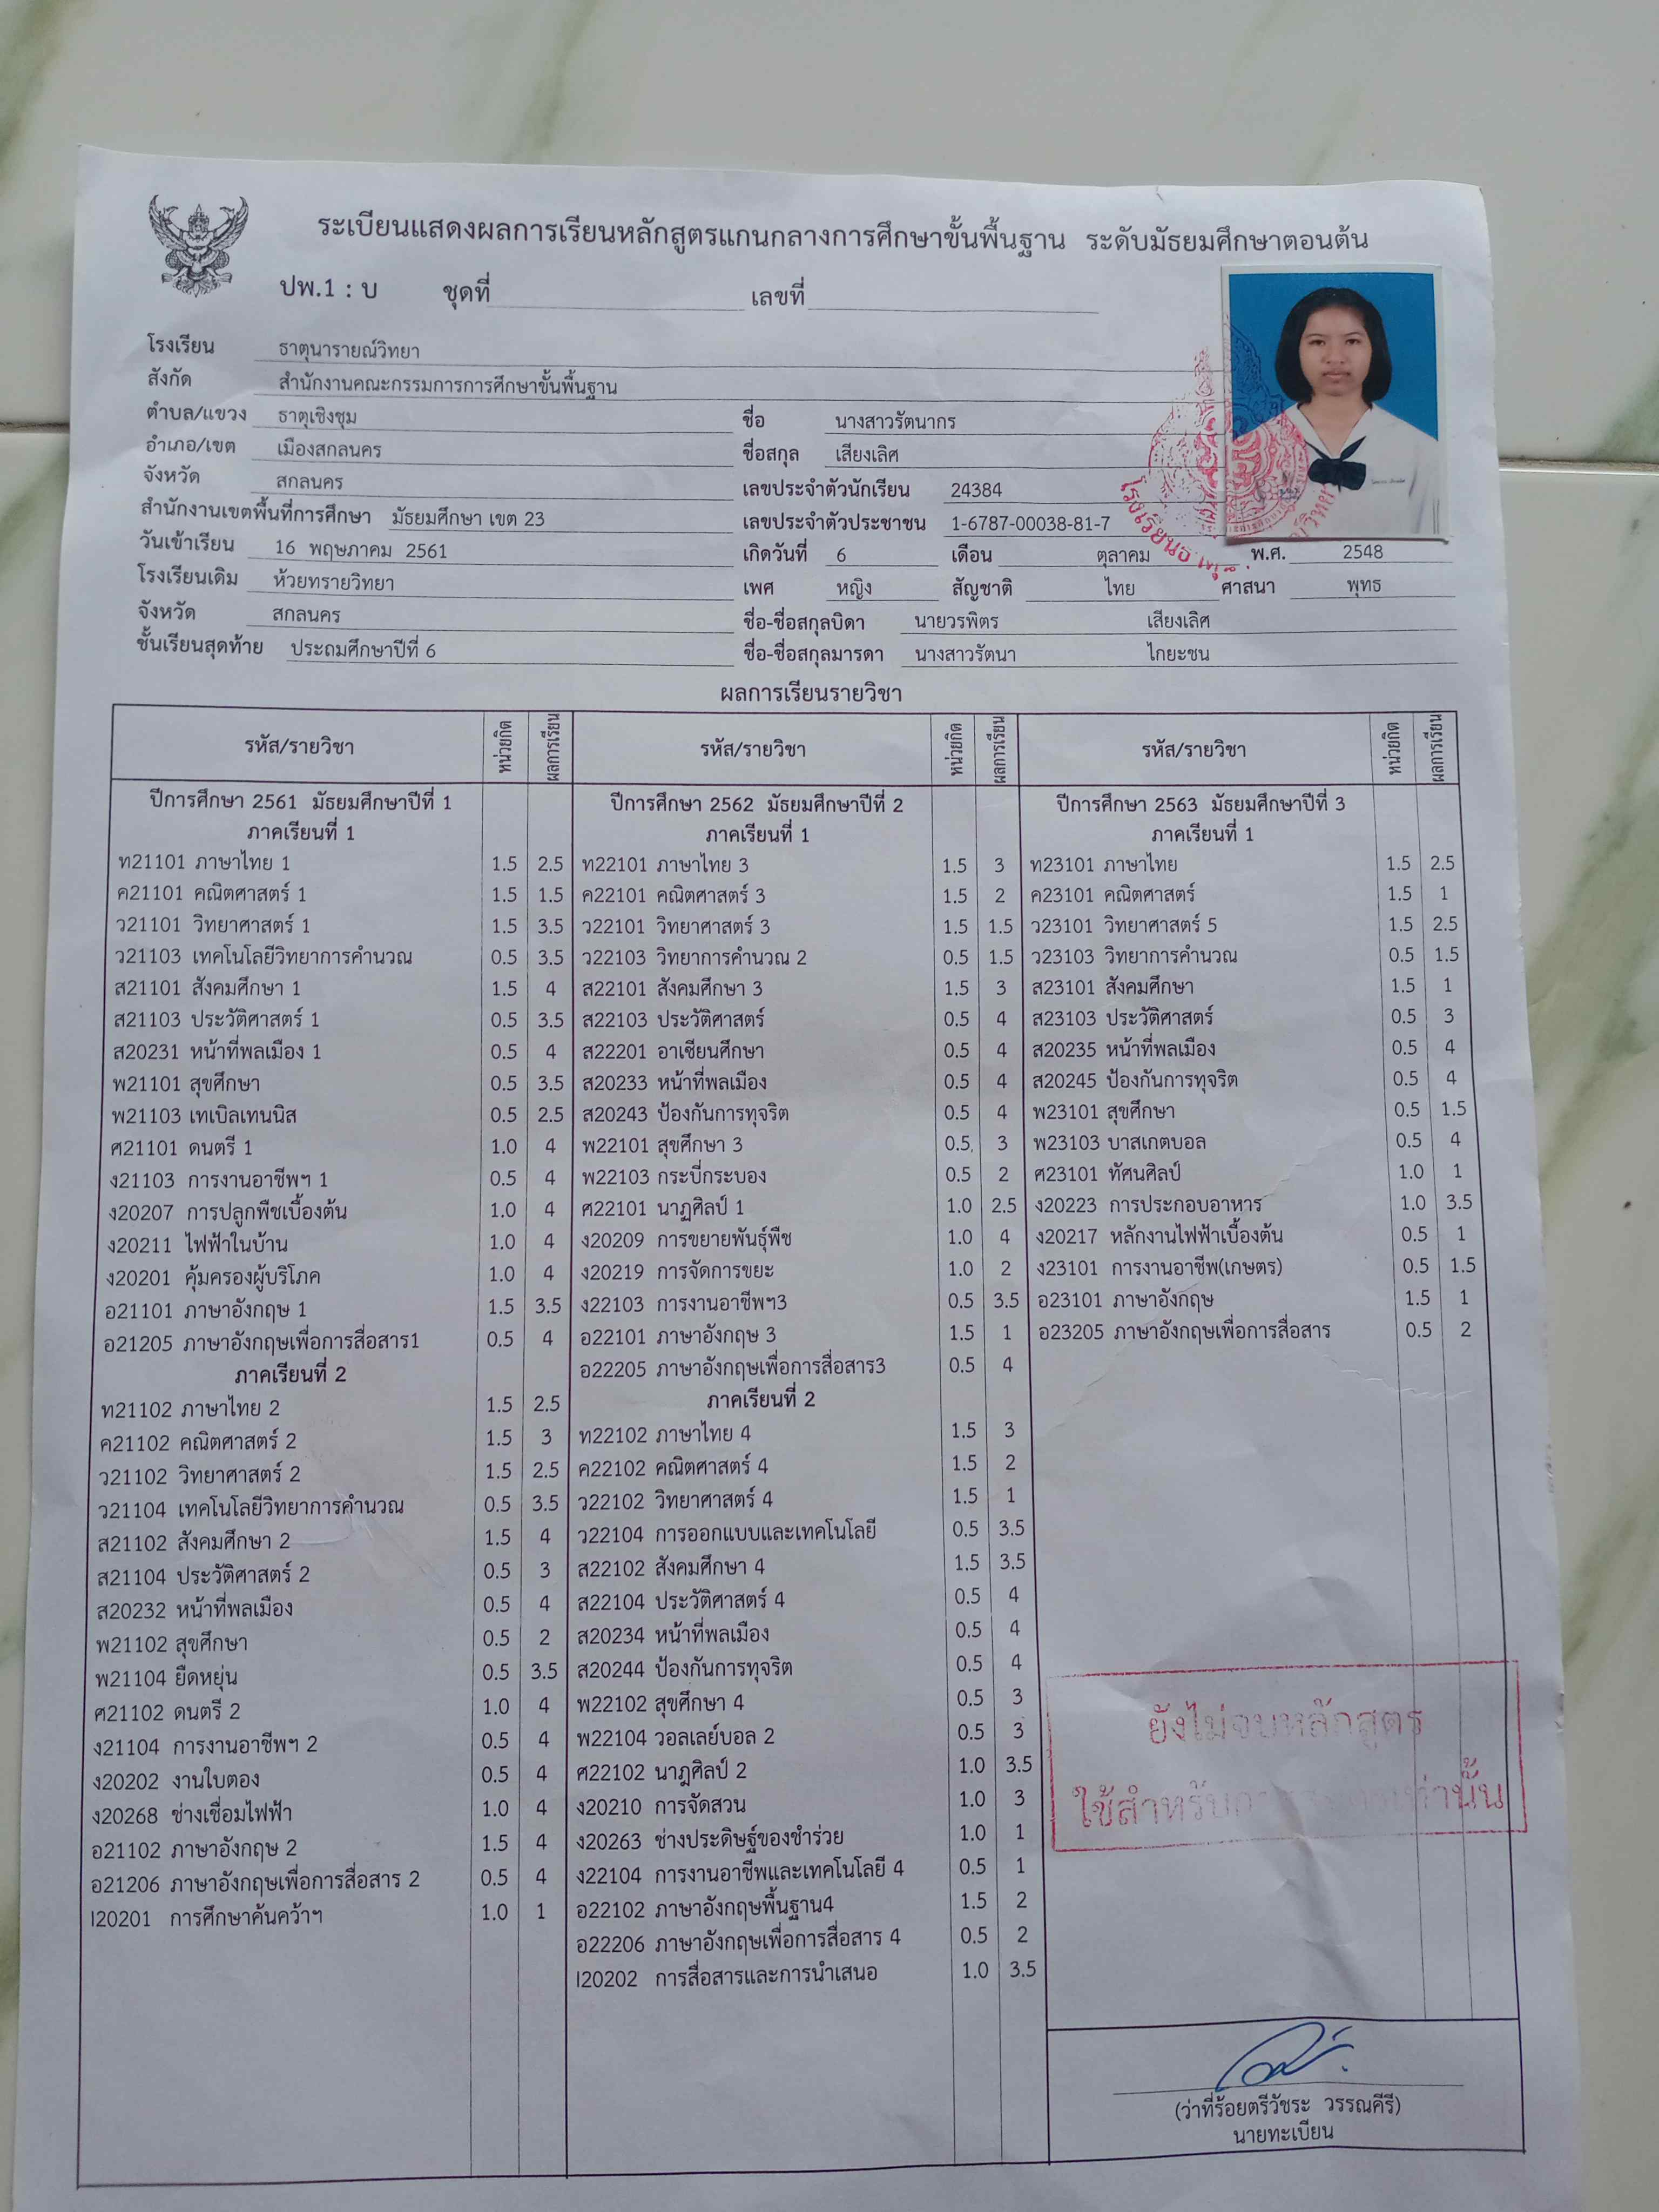 ระเบียนแสดงผลการเรียนหลักสูตรแกนกลางการศึกษาขั้นพื้นฐาน ระดับมัธยมศึกษาตอนต้น
ปพ.1 : บ ชุดที่ เลขที่
โรงเรียน ธาตุนารายณ์วิทยา
สังกัด สำนักงานคณะกรรมการการศึกษาขั้นพื้นฐาน
ตำบล/แขวง ธาตุเชิงชุม
อำเภอ/เขต เมืองสกลนคร
จังหวัด สกลนคร
สำนักงานเขตพื้นที่การศึกษา มัธยมศึกษา เขต 23
วันเข้าเรียน 16 พฤษภาคม 2561
โรงเรียนเดิม ห้วยทรายวิทยา
จังหวัด สกลนคร
ชั้นเรียนสุดท้าย ประถมศึกษาปีที่ 6
ชื่อ นางสาวรัตนากร
ชื่อสกุล เสียงเลิศ
เลขประจำตัวนักเรียน 24384
เลขประจำตัวประชาชน 1-6787-00038-81-7
เกิดวันที่ 6 เดือน ตุลาคม พ.ศ. 2548
เพศ หญิง สัญชาติ ไทย ศาสนา พุทธ
ชื่อ-ชื่อสกุลบิดา นายวรพิตร เสียงเลิศ
ชื่อ-ชื่อสกุลมารดา นางสาวรัตนา ไกยะชน
ผลการเรียนรายวิชา
รหัส/รายวิชา หน่วยกิต ผลการเรียน
ปีการศึกษา 2561 มัธยมศึกษาปีที่ 1
ภาคเรียนที่ 1
ท21101 ภาษาไทย 1 1.5 2.5
ค21101 คณิตศาสตร์ 1 1.5 1.5
ว21101 วิทยาศาสตร์ 1 1.5 3.5
ว21103 เทคโนโลยีวิทยาการคำนวณ 0.5 3.5
ส21101 สังคมศึกษา 1 1.5 4
ส21103 ประวัติศาสตร์ 1 0.5 3.5
ส20231 หน้าที่พลเมือง 1 0.5 4
พ21101 สุขศึกษา 0.5 3.5
พ21103 เทเบิลเทนนิส 0.5 2.5
ศ21101 ดนตรี 1 1.0 4
ง21103 การงานอาชีพฯ 1 0.5 4
ง20207 การปลูกพืชเบื้องต้น 1.0 4
ง20211 ไฟฟ้าในบ้าน 1.0 4
ง20201 คุ้มครองผู้บริโภค 1.0 4
อ21101 ภาษาอังกฤษ 1 1.5 3.5
อ21205 ภาษาอังกฤษเพื่อการสื่อสาร1 0.5 4
ภาคเรียนที่ 2
ท21102 ภาษาไทย 2 1.5 2.5
ค21102 คณิตศาสตร์ 2 1.5 3
ว21102 วิทยาศาสตร์ 2 1.5 2.5
ว21104 เทคโนโลยีวิทยาการคำนวณ 0.5 3.5
ส21102 สังคมศึกษา 2 1.5 4
ส21104 ประวัติศาสตร์ 2 0.5 3
ส20232 หน้าที่พลเมือง 0.5 4
พ21102 สุขศึกษา 0.5 2
พ21104 ยืดหยุ่น 0.5 3.5
ศ21102 ดนตรี 2 1.0 4
ง21104 การงานอาชีพฯ 2 0.5 4
ง20202 งานใบตอง 0.5 4
ง20268 ช่างเชื่อมไฟฟ้า 1.0 4
อ21102 ภาษาอังกฤษ 2 1.5 4
อ21206 ภาษาอังกฤษเพื่อการสื่อสาร 2 0.5 4
I20201 การศึกษาค้นคว้าฯ 1.0 1
รหัส/รายวิชา หน่วยกิต ผลการเรียน
ปีการศึกษา 2562 มัธยมศึกษาปีที่ 2
ภาคเรียนที่ 1
ท22101 ภาษาไทย 3 1.5 3
ค22101 คณิตศาสตร์ 3 1.5 2
ว22101 วิทยาศาสตร์ 3 1.5 1.5
ว22103 วิทยาการคำนวณ 2 0.5 1.5
ส22101 สังคมศึกษา 3 1.5 3
ส22103 ประวัติศาสตร์ 0.5 4
ส22201 อาเซียนศึกษา 0.5 4
ส20233 หน้าที่พลเมือง 0.5 4
ส20243 ป้องกันการทุจริต 0.5 4
พ22101 สุขศึกษา 3 0.5 3
พ22103 กระบี่กระบอง 0.5 2
ศ22101 นาฏศิลป์ 1 1.0 2.5
ง20209 การขยายพันธุ์พืช 1.0 4
ง20219 การจัดการขยะ 1.0 2
ง22103 การงานอาชีพฯ3 0.5 3.5
อ22101 ภาษาอังกฤษ 3 1.5 1
อ22205 ภาษาอังกฤษเพื่อการสื่อสาร3 0.5 4
ภาคเรียนที่ 2
ท22102 ภาษาไทย 4 1.5 3
ค22102 คณิตศาสตร์ 4 1.5 2
ว22102 วิทยาศาสตร์ 4 1.5 1
ว22104 การออกแบบและเทคโนโลยี 0.5 3.5
ส22102 สังคมศึกษา 4 1.5 3.5
ส22104 ประวัติศาสตร์ 4 0.5 4
ส20234 หน้าที่พลเมือง 0.5 4
ส20244 ป้องกันการทุจริต 0.5 4
พ22102 สุขศึกษา 4 0.5 3
พ22104 วอลเลย์บอล 2 0.5 3
ศ22102 นาฏศิลป์ 2 1.0 3.5
ง20210 การจัดสวน 1.0 3
ง20263 ช่างประดิษฐ์ของชำร่วย 1.0 1
ง22104 การงานอาชีพและเทคโนโลยี 4 0.5 1
อ22102 ภาษาอังกฤษพื้นฐาน4 1.5 2
อ22206 ภาษาอังกฤษเพื่อการสื่อสาร 4 0.5 2
I20202 การสื่อสารและการนำเสนอ 1.0 3.5
รหัส/รายวิชา หน่วยกิต ผลการเรียน
ปีการศึกษา 2563 มัธยมศึกษาปีที่ 3
ภาคเรียนที่ 1
ท23101 ภาษาไทย 1.5 2.5
ค23101 คณิตศาสตร์ 1.5 1
ว23101 วิทยาศาสตร์ 5 1.5 2.5
ว23103 วิทยาการคำนวณ 0.5 1.5
ส23101 สังคมศึกษา 1.5 1
ส23103 ประวัติศาสตร์ 0.5 3
ส20235 หน้าที่พลเมือง 0.5 4
ส20245 ป้องกันการทุจริต 0.5 4
พ23101 สุขศึกษา 0.5 1.5
พ23103 บาสเกตบอล 0.5 4
ศ23101 ทัศนศิลป์ 1.0 1
ง20223 การประกอบอาหาร 1.0 3.5
ง20217 หลักงานไฟฟ้าเบื้องต้น 0.5 1
ง23101 การงานอาชีพ(เกษตร) 0.5 1.5
อ23101 ภาษาอังกฤษ 1.5 1
อ23205 ภาษาอังกฤษเพื่อการสื่อสาร 0.5 2
ยังไม่จบหลักสูตร
ใช้สำหรับ เท่านั้น
(ว่าที่ร้อยตรีวัชระ วรรณคีรี)
นายทะเบียน